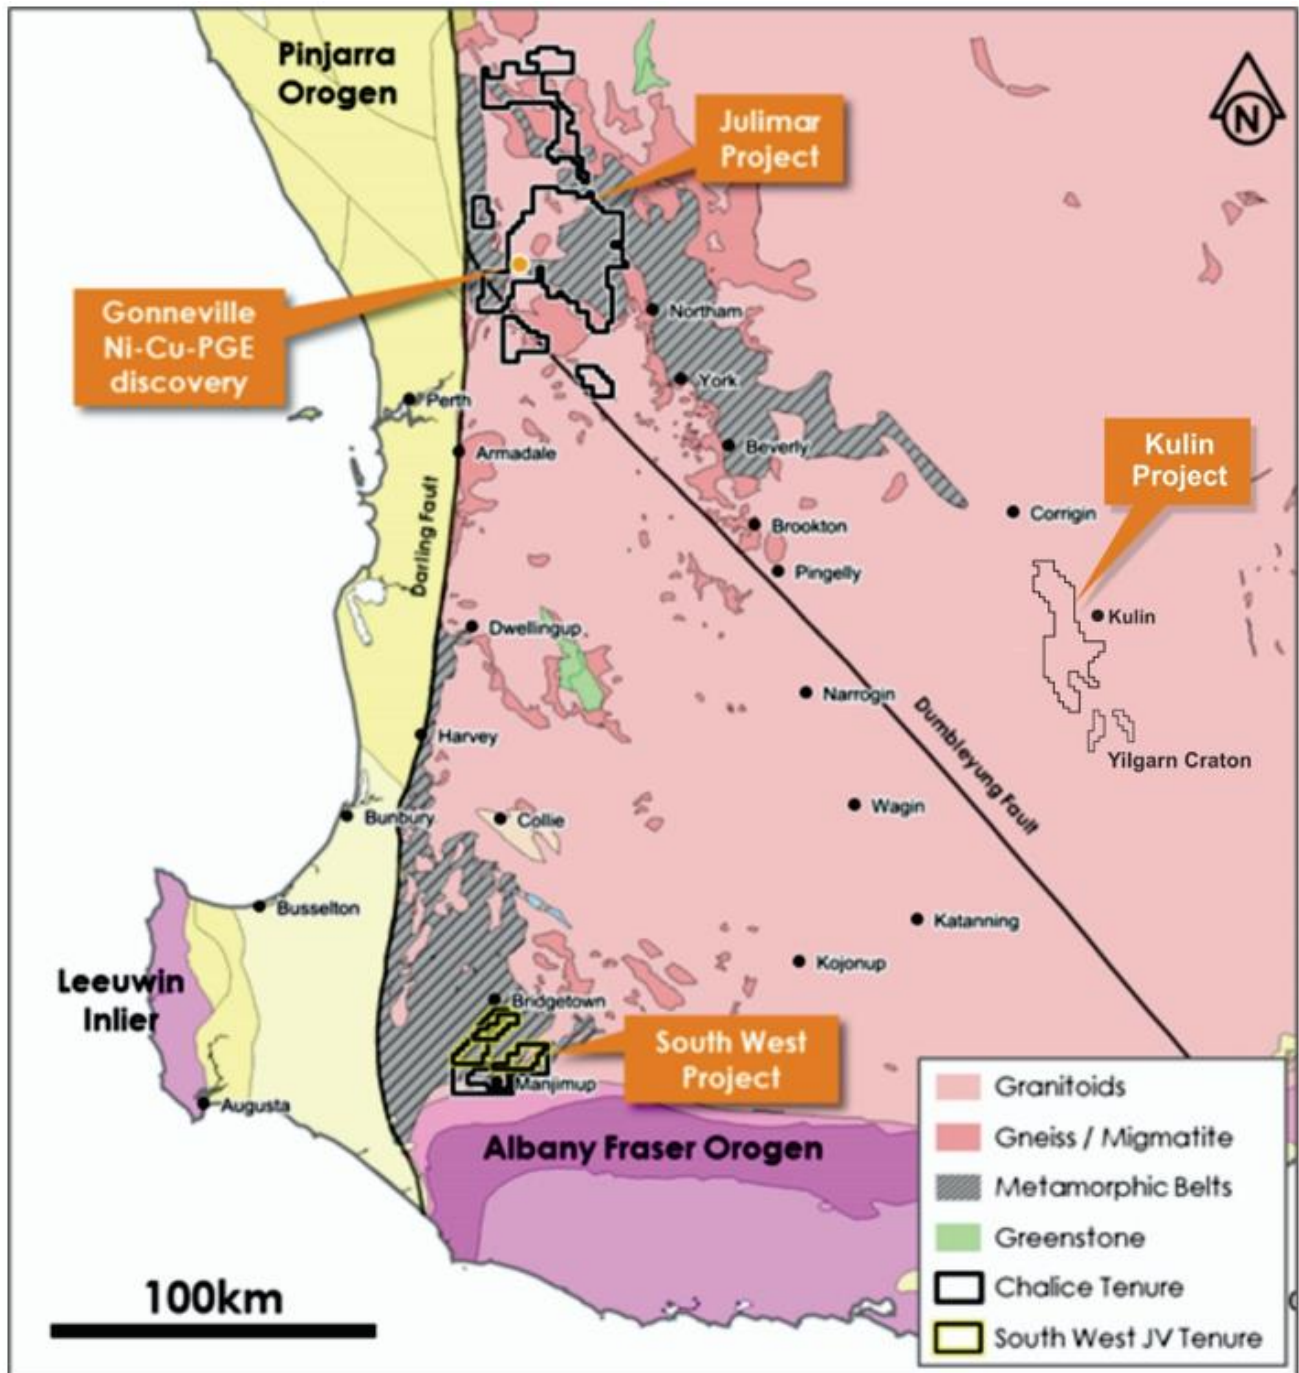 Pinjarra
Orogen
Julimar
Project
N
Gonneville
Ni-Cu-PGE
discovery
Northam
York
Perth
Armadale
Beverly
Kulin
Project
Darling Fault
Brookton
Corrigin
Pingelly
Kulin
Dwellingup
Narrogin
Harvey
Dumbleyung Fault
Yilgarn Craton
Bunbury
Collie
Wagin
Busselton
Katanning
Leeuwin
Inlier
Kojonup
Bridgetown
South West
Project
Manjimup
Augusta
Albany Fraser Orogen
Granitoids
Gneiss / Migmatite
Metamorphic Belts
Greenstone
Chalice Tenure
South West JV Tenure
100km